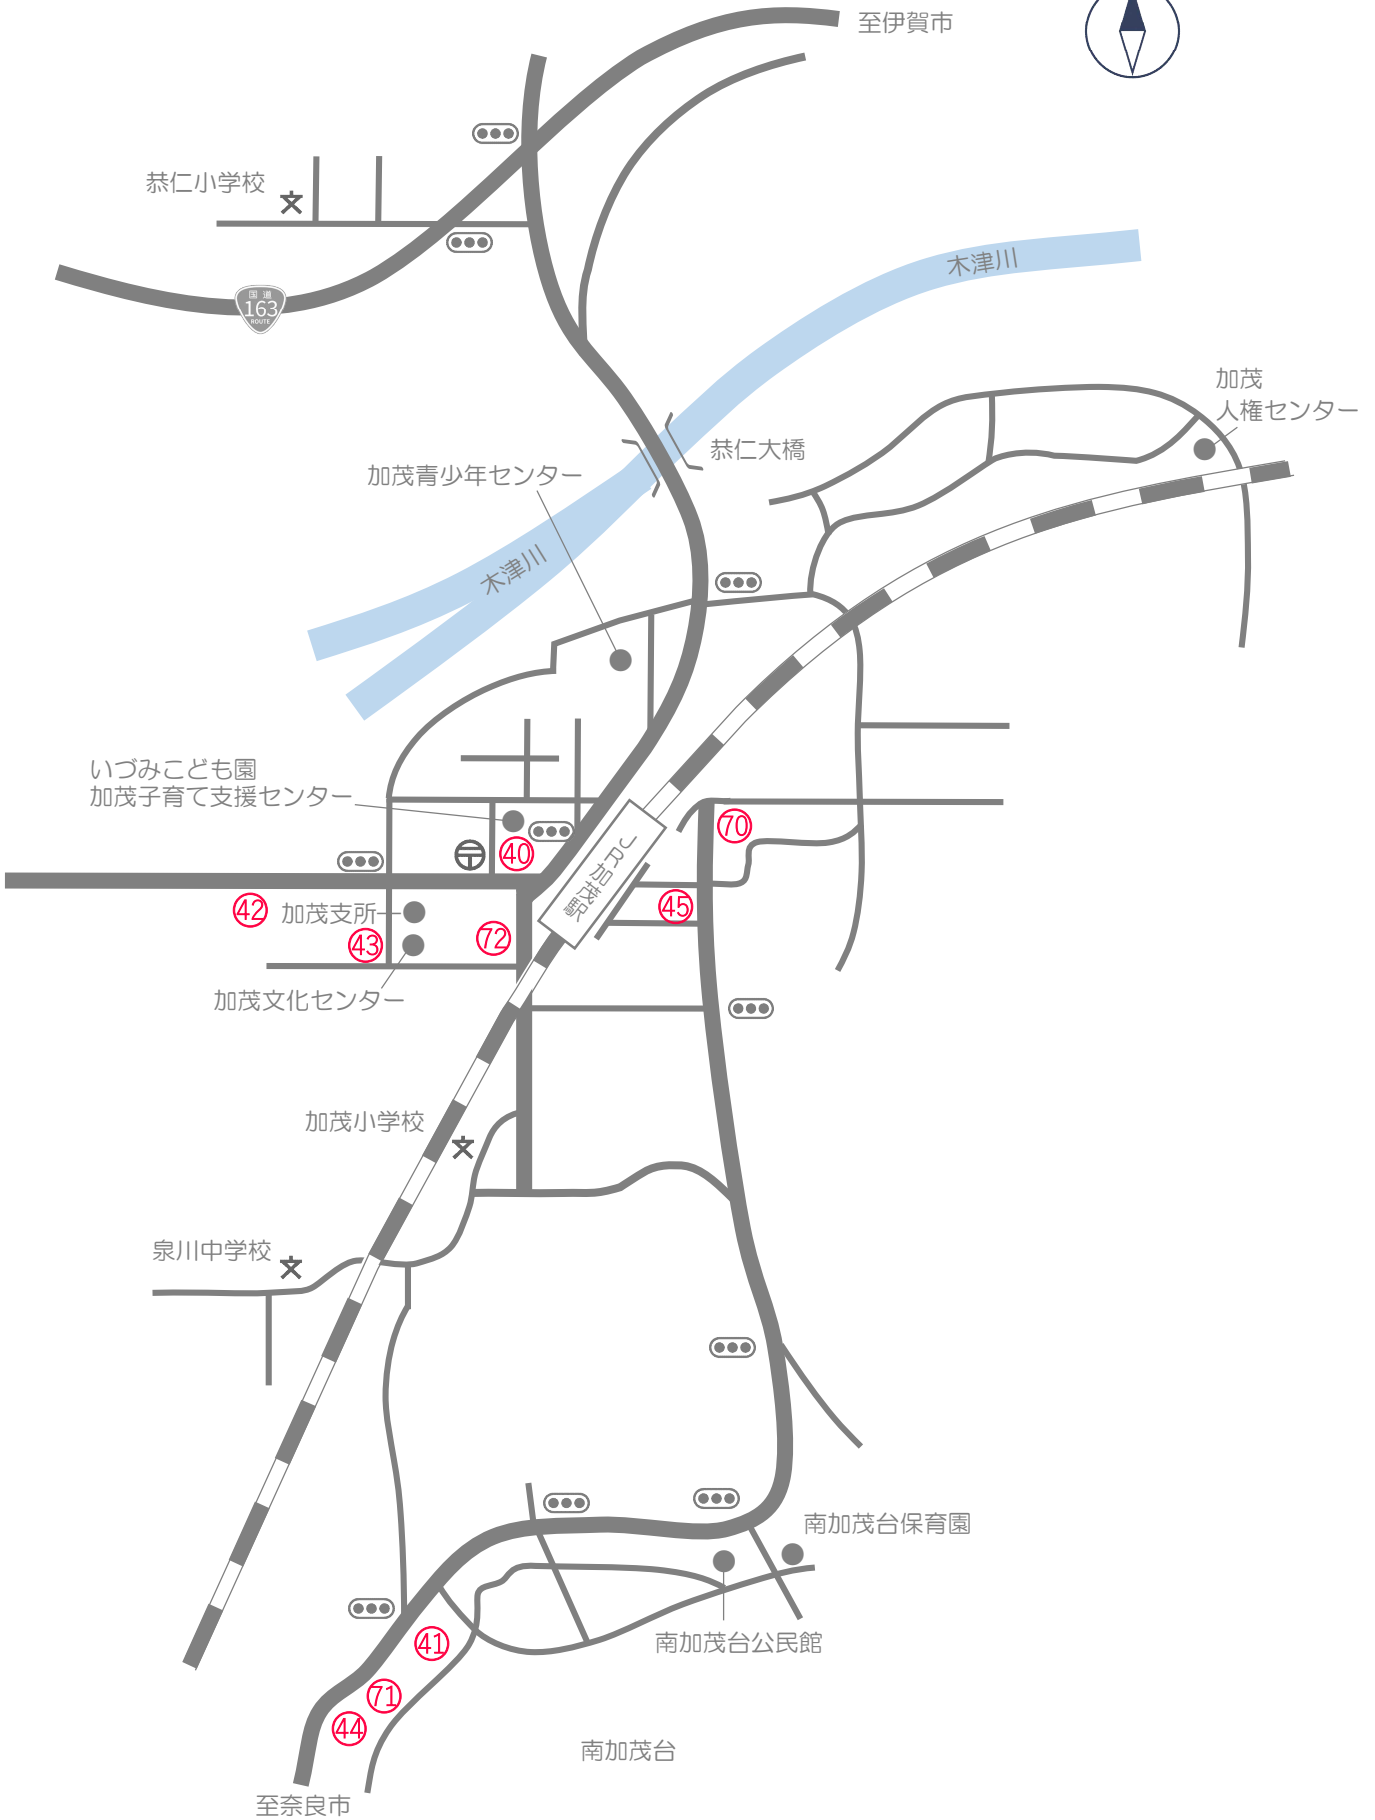 至伊賀市
恭仁小学校
国道
163
ROUTE
木津川
加茂
人権センター
恭仁大橋
加茂青少年センター
木津川
いづみこども園
加茂子育て支援センター
70
40
JR加茂駅
42
加茂支所
45
43
72
加茂文化センター
加茂小学校
泉川中学校
南加茂台保育園
41
南加茂台公民館
71
44
南加茂台
至奈良市